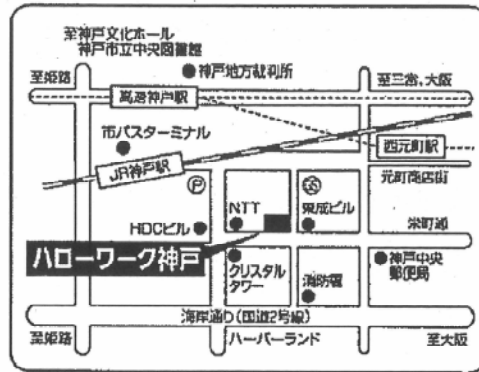 至神戸文化ホール
神戸市立中央図書館
至姫路
神戸地方裁判所
至三宮、大阪
高速神戸駅
市バスターミナル
西元町駅
JR神戸駅
元町商店街
P
GS
NTT
東成ビル
栄町通
HDCビル
ハローワーク神戸
クリスタル
タワー
消防署
神戸中央
郵便局
海岸通り(国道2号線)
至姫路
ハーバーランド
至大阪